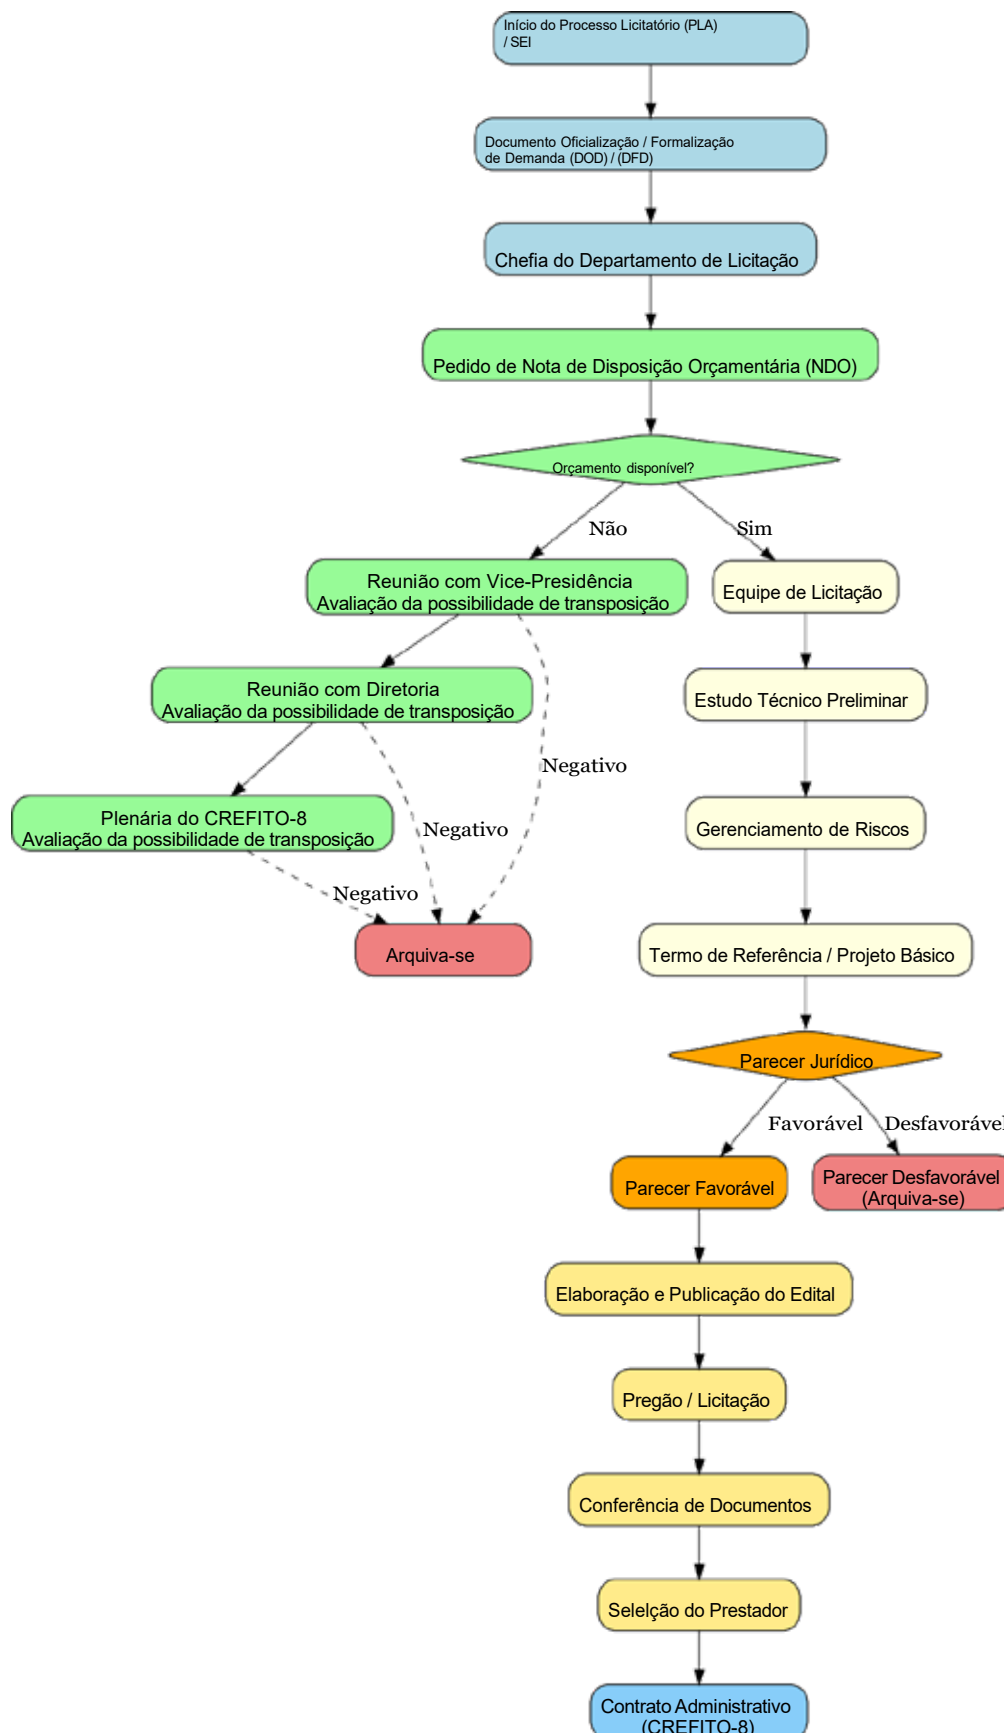 Início do Processo Licitatório (PLA)
/ SEI
Documento Oficialização / Formalização
de Demanda (DOD) / (DFD)
Chefia do Departamento de Licitação
Pedido de Nota de Disposição Orçamentária (NDO)
Orçamento disponível?
Não
Sim
Reunião com Vice-Presidência
Avaliação da possibilidade de transposição
Equipe de Licitação
Reunião com Diretoria
Avaliação da possibilidade de transposição
Estudo Técnico Preliminar
Negativo
Plenária do CREFITO-8
Avaliação da possibilidade de transposição
Negativo
Gerenciamento de Riscos
Negativo
Arquiva-se
Termo de Referência / Projeto Básico
Parecer Jurídico
Favorável
Desfavorável
Parecer Favorável
Parecer Desfavorável
(Arquiva-se)
Elaboração e Publicação do Edital
Pregão / Licitação
Conferência de Documentos
Selelção do Prestador
Contrato Administrativo
(CREFITO-8)